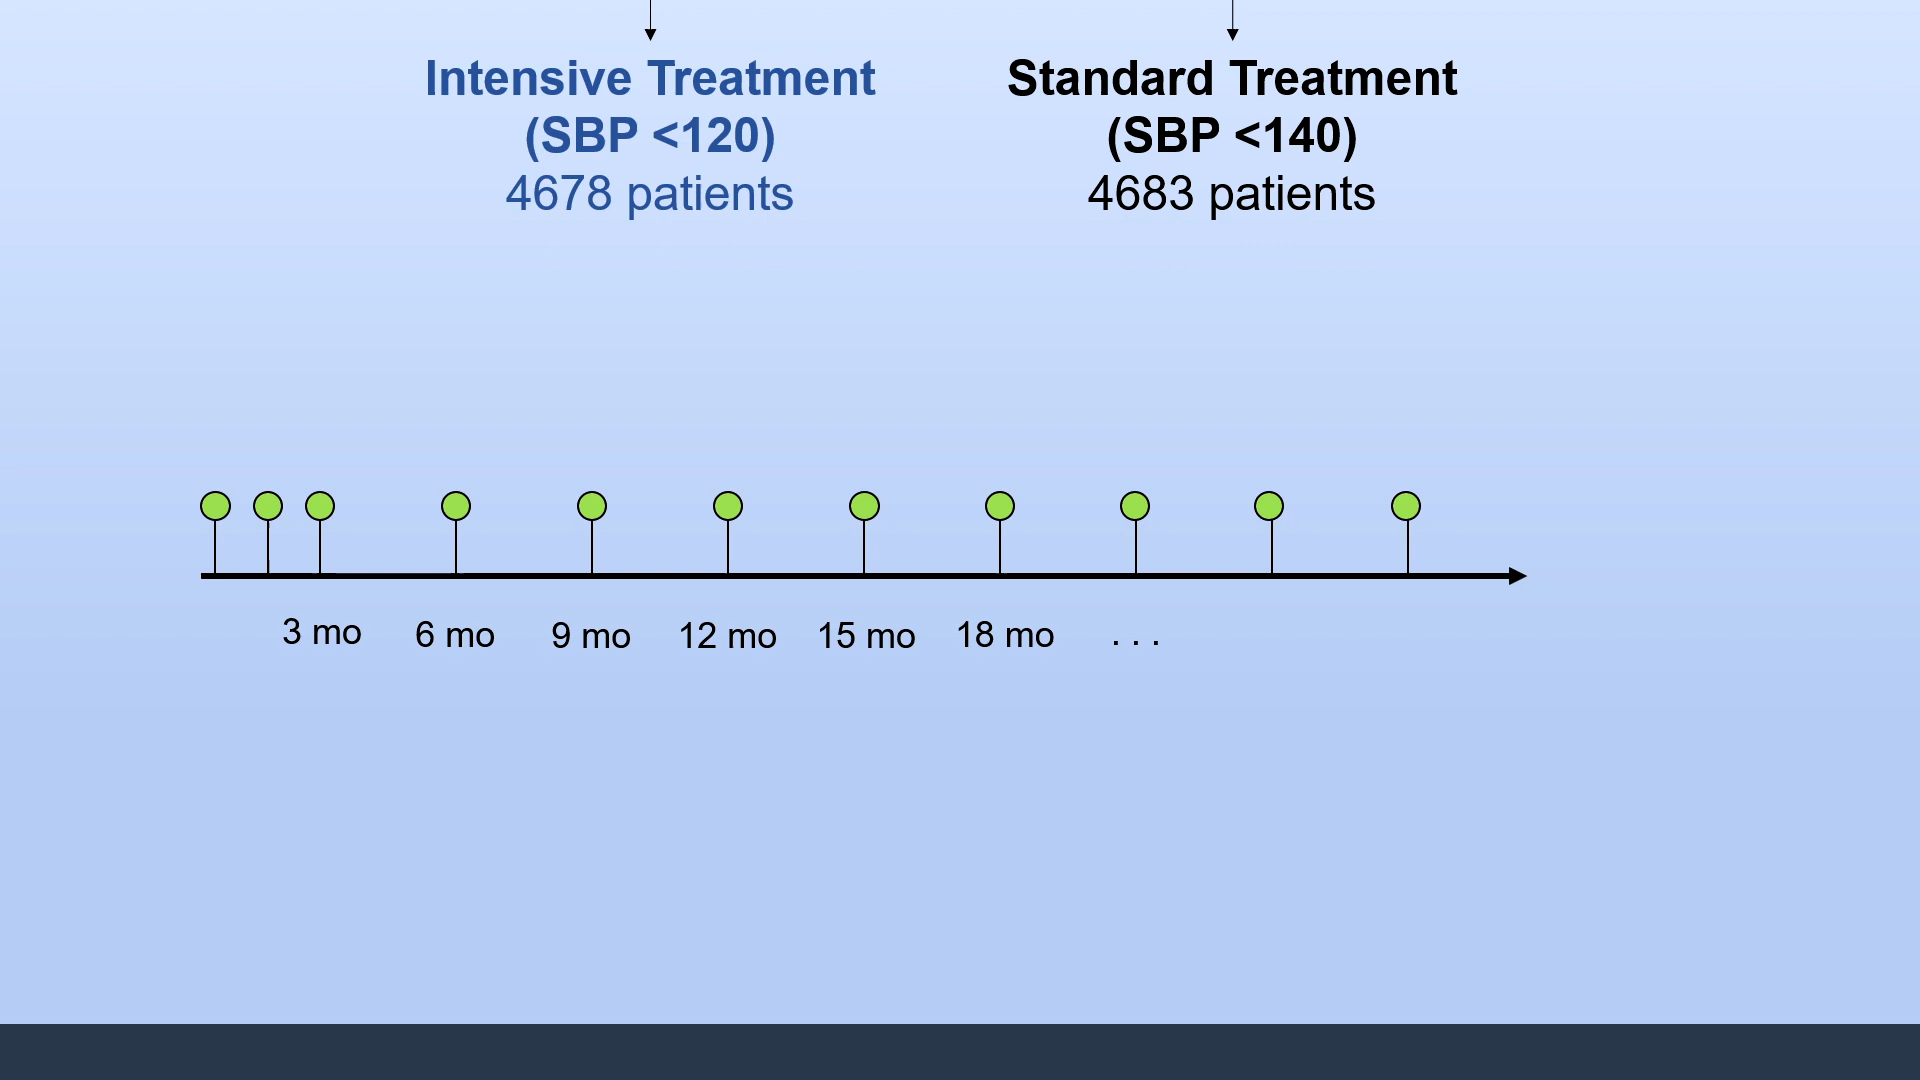 Intensive Treatment
(SBP <120)
4678 patients
Standard Treatment
(SBP <140)
4683 patients
3 mo 6 mo 9 mo 12 mo 15 mo 18 mo . . .